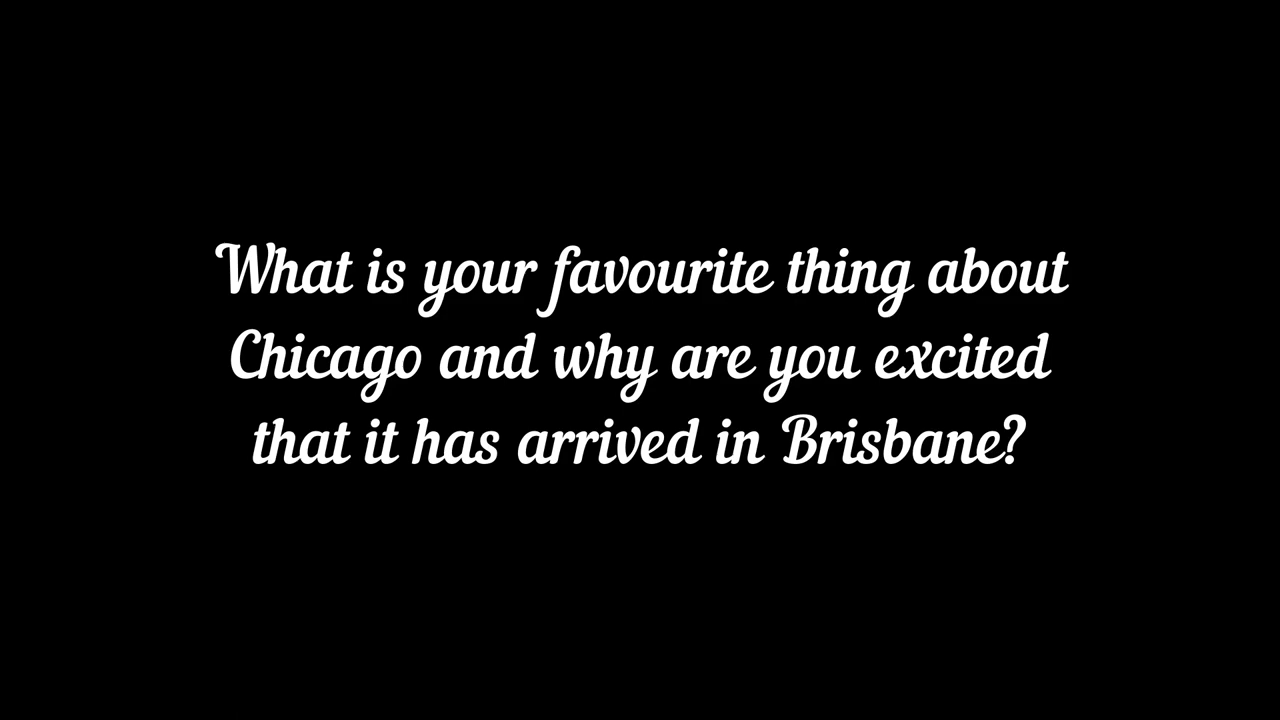 What is your favourite thing about
Chicago and why are you excited
that it has arrived in Brisbane?